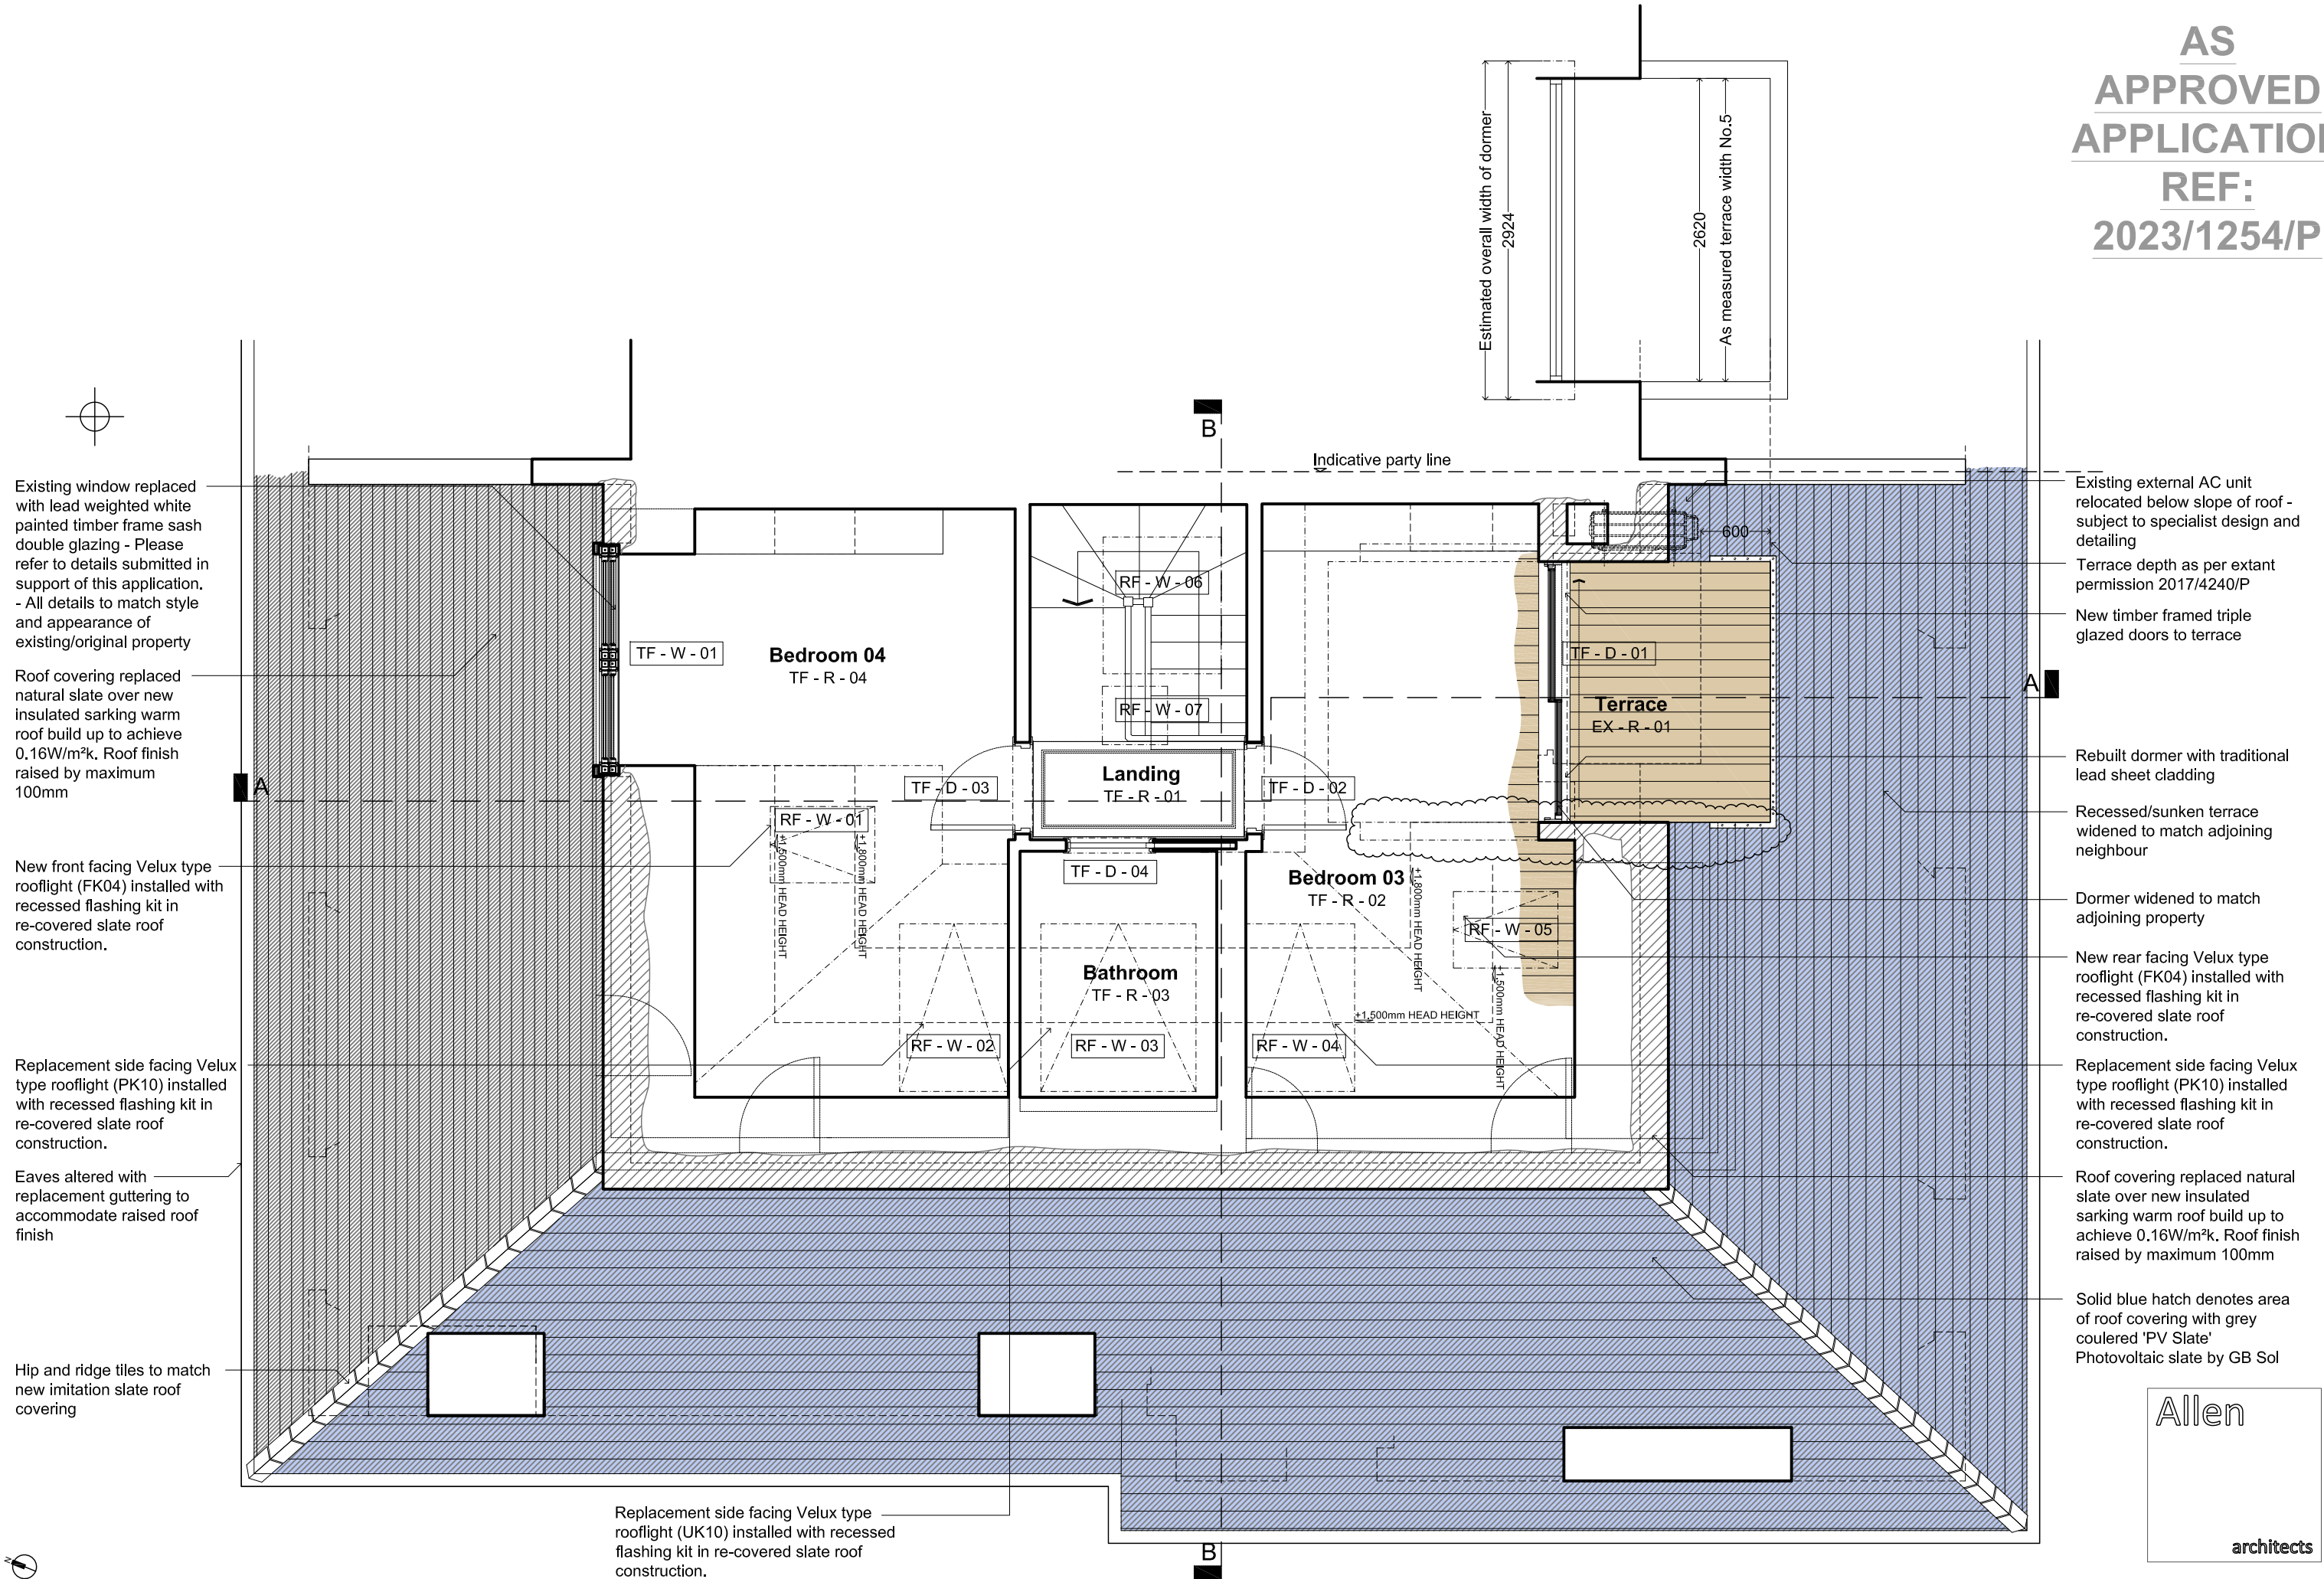 AS
APPROVED
APPLICATION
REF:
2023/1254/P
Estimated overall width of dormer
2924
2620
As measured terrace width No.5
B
Indicative party line
Existing window replaced
with lead weighted white
painted timber frame sash
double glazing - Please
refer to details submitted in
support of this application.
- All details to match style
and appearance of
existing/original property
Roof covering replaced
natural slate over new
insulated sarking warm
roof build up to achieve
0.16W/m²k. Roof finish
raised by maximum
100mm
A
New front facing Velux type
rooflight (FK04) installed with
recessed flashing kit in
re-covered slate roof
construction.
Replacement side facing Velux
type rooflight (PK10) installed
with recessed flashing kit in
re-covered slate roof
construction.
Eaves altered with
replacement guttering to
accommodate raised roof
finish
Hip and ridge tiles to match
new imitation slate roof
covering
TF - W - 01
Bedroom 04
TF - R - 04
RF - W - 06
RF - W - 07
Landing
TF - R - 01
TF - D - 03
TF - D - 02
RF - W - 01
+1,500mm HEAD HEIGHT
+1,800mm HEAD HEIGHT
TF - D - 04
Bedroom 03
TF - R - 02
+1,800mm HEAD HEIGHT
RF - W - 05
Bathroom
TF - R - 03
+1,500mm HEAD HEIGHT
+1,500mm HEAD HEIGHT
RF - W - 02
RF - W - 03
RF - W - 04
600
TF - D - 01
Terrace
EX - R - 01
A
Existing external AC unit
relocated below slope of roof -
subject to specialist design and
detailing
Terrace depth as per extant
permission 2017/4240/P
New timber framed triple
glazed doors to terrace
Rebuilt dormer with traditional
lead sheet cladding
Recessed/sunken terrace
widened to match adjoining
neighbour
Dormer widened to match
adjoining property
New rear facing Velux type
rooflight (FK04) installed with
recessed flashing kit in
re-covered slate roof
construction.
Replacement side facing Velux
type rooflight (PK10) installed
with recessed flashing kit in
re-covered slate roof
construction.
Roof covering replaced natural
slate over new insulated
sarking warm roof build up to
achieve 0.16W/m²k. Roof finish
raised by maximum 100mm
Solid blue hatch denotes area
of roof covering with grey
coulered 'PV Slate'
Photovoltaic slate by GB Sol
Replacement side facing Velux type
rooflight (UK10) installed with recessed
flashing kit in re-covered slate roof
construction.
B
N
Allen
architects